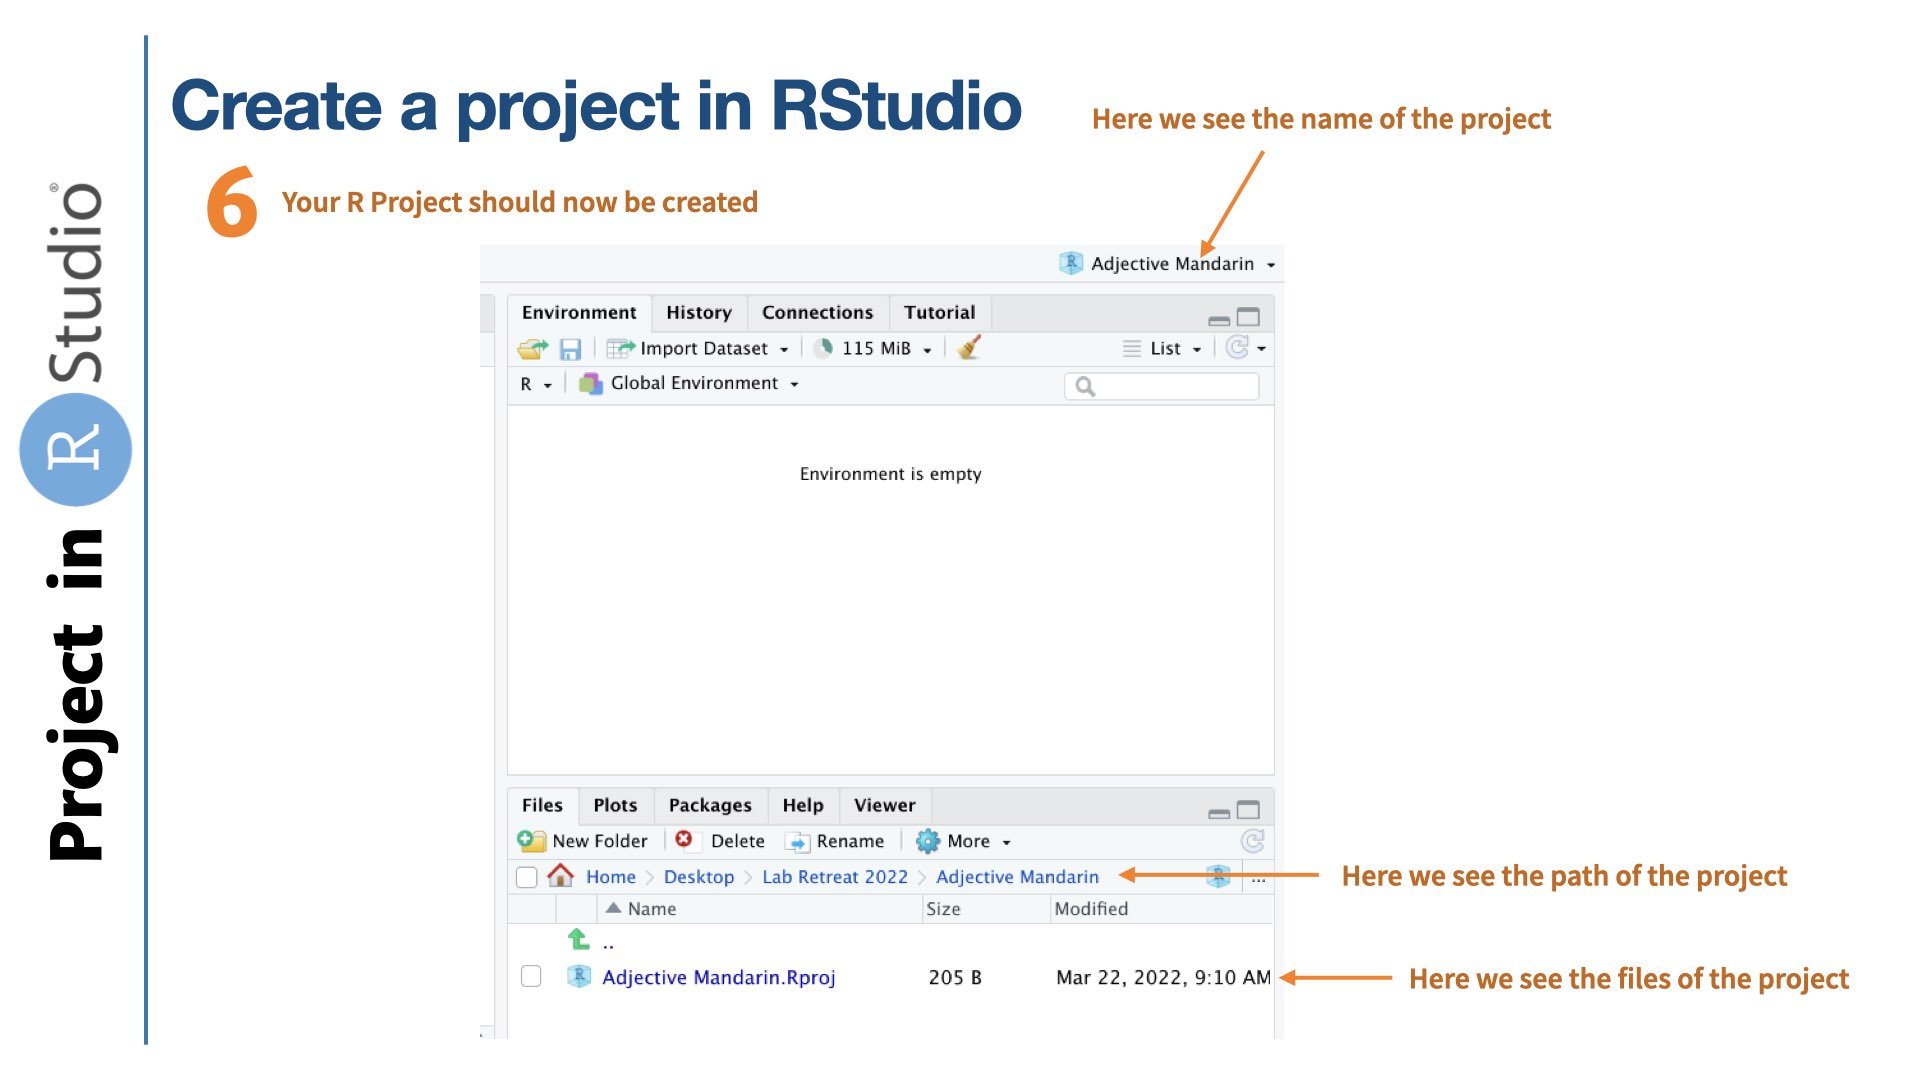 Project in R Studio®
Create a project in RStudio
Here we see the name of the project
6 Your R Project should now be created
Adjective Mandarin
Environment History Connections Tutorial
Import Dataset 115 MiB List
R Global Environment
Environment is empty
Files Plots Packages Help Viewer
New Folder Delete Rename More
Home Desktop Lab Retreat 2022 Adjective Mandarin ...
Here we see the path of the project
Name Size Modified
..
Adjective Mandarin.Rproj 205 B Mar 22, 2022, 9:10 AM
Here we see the files of the project